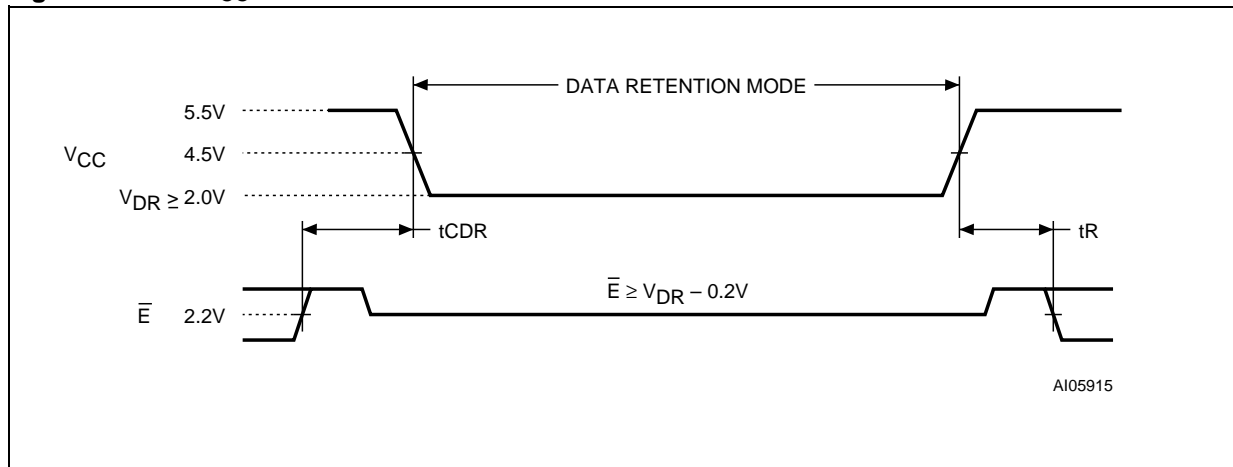 DATA RETENTION MODE
5.5V
VCC 4.5V
VDR ≥ 2.0V
tCDR
tR
E̅ ≥ VDR – 0.2V
E̅ 2.2V
AI05915